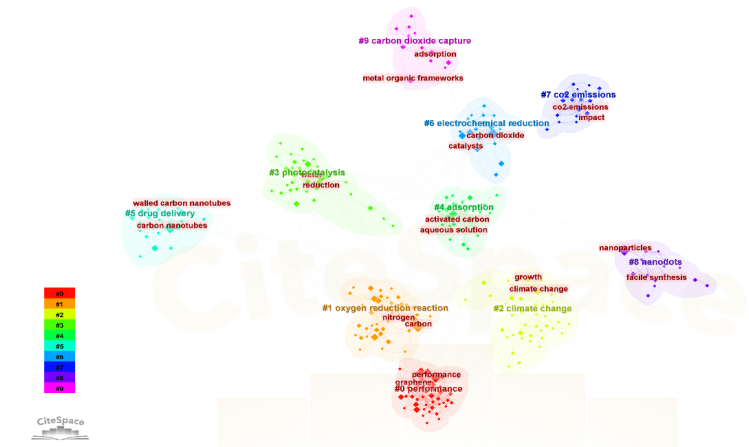 #9 carbon dioxide capture
adsorption
metal organic frameworks
#7 co2 emissions
co2 emissions
impact
#6 electrochemical reduction
carbon dioxide
catalysts
#3 photocatalysis
water
reduction
walled carbon nanotubes
#5 drug delivery
carbon nanotubes
#4 adsorption
activated carbon
aqueous solution
nanoparticles
#8 nanodots
facile synthesis
growth
climate change
#2 climate change
#1 oxygen reduction reaction
nitrogen
carbon
performance
graphene
#0 performance
#0
#1
#2
#3
#4
#5
#6
#7
#8
#9
CiteSpace
CiteSpace